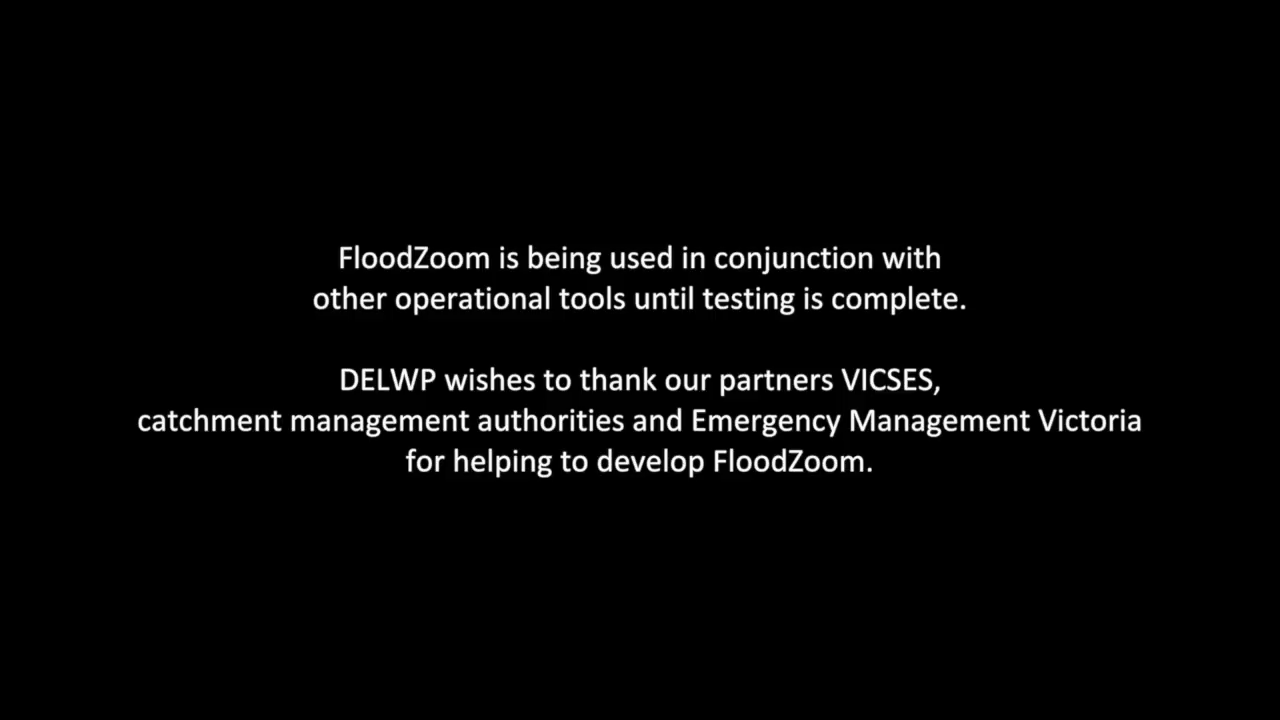 FloodZoom is being used in conjunction with
other operational tools until testing is complete.
DELWP wishes to thank our partners VICSES,
catchment management authorities and Emergency Management Victoria
for helping to develop FloodZoom.